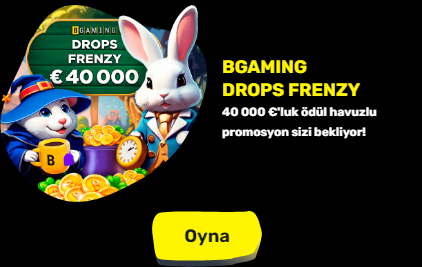 BGAMING
DROPS
FRENZY
€40 000
B
BGAMING
DROPS FRENZY
40 000 €'luk ödül havuzlu
promosyon sizi bekliyor!
Oyna